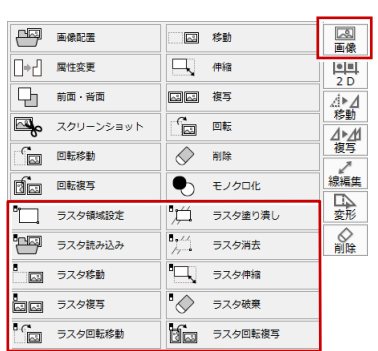 画像配置 移動
属性変更 伸縮
前面・背面 複写
スクリーンショット 回転
回転移動 削除
回転複写 モノクロ化
ラスタ領域設定 ラスタ塗り潰し
ラスタ読み込み ラスタ消去
ラスタ移動 ラスタ伸縮
ラスタ複写 ラスタ破棄
ラスタ回転移動 ラスタ回転複写
画像
2D
移動
複写
線編集
変形
削除